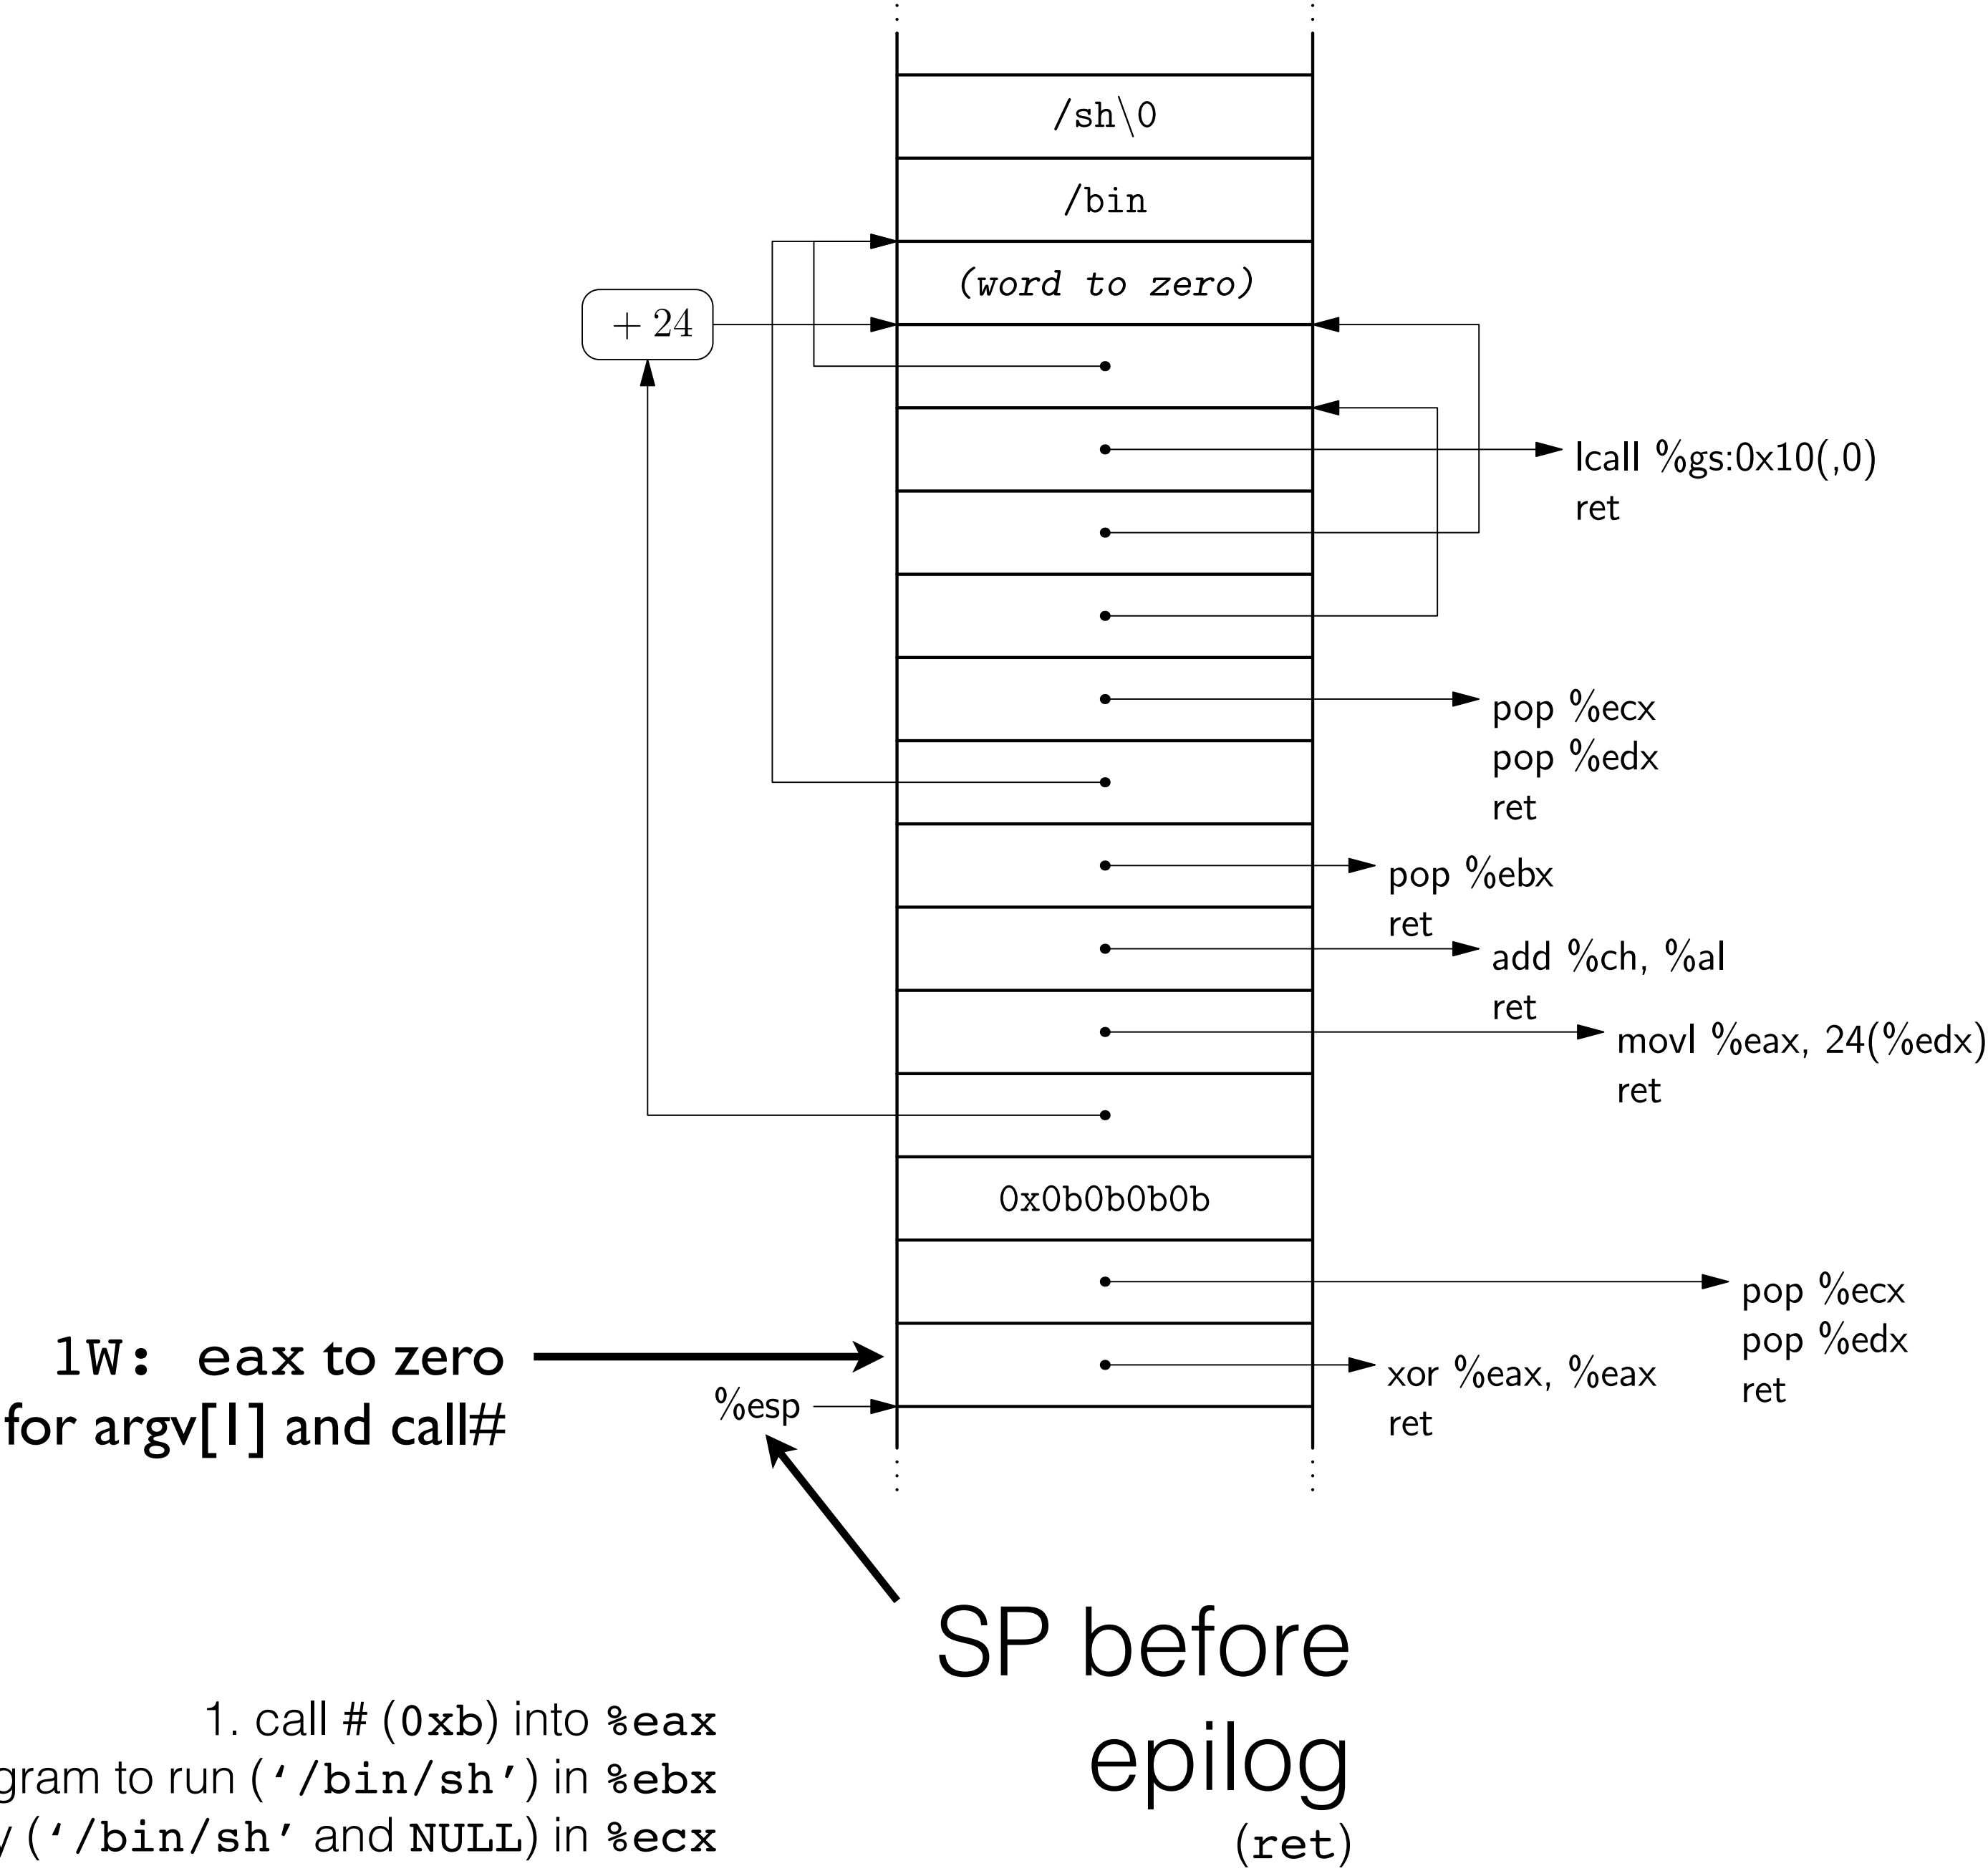 /sh\0
/bin
(word to zero)
+ 24
lcall %gs:0x10(,0)
ret
pop %ecx
pop %edx
ret
pop %ebx
ret
add %ch, %al
ret
movl %eax, 24(%edx)
ret
0x0b0b0b0b
pop %ecx
pop %edx
ret
1W: eax to zero
for argv[1] and call#
xor %eax, %eax
ret
%esp
SP before
epilog
(ret)
1. call # (0xb) into %eax
gram to run (‘/bin/sh’) in %ebx
(‘/bin/sh’ and NULL) in %ecx